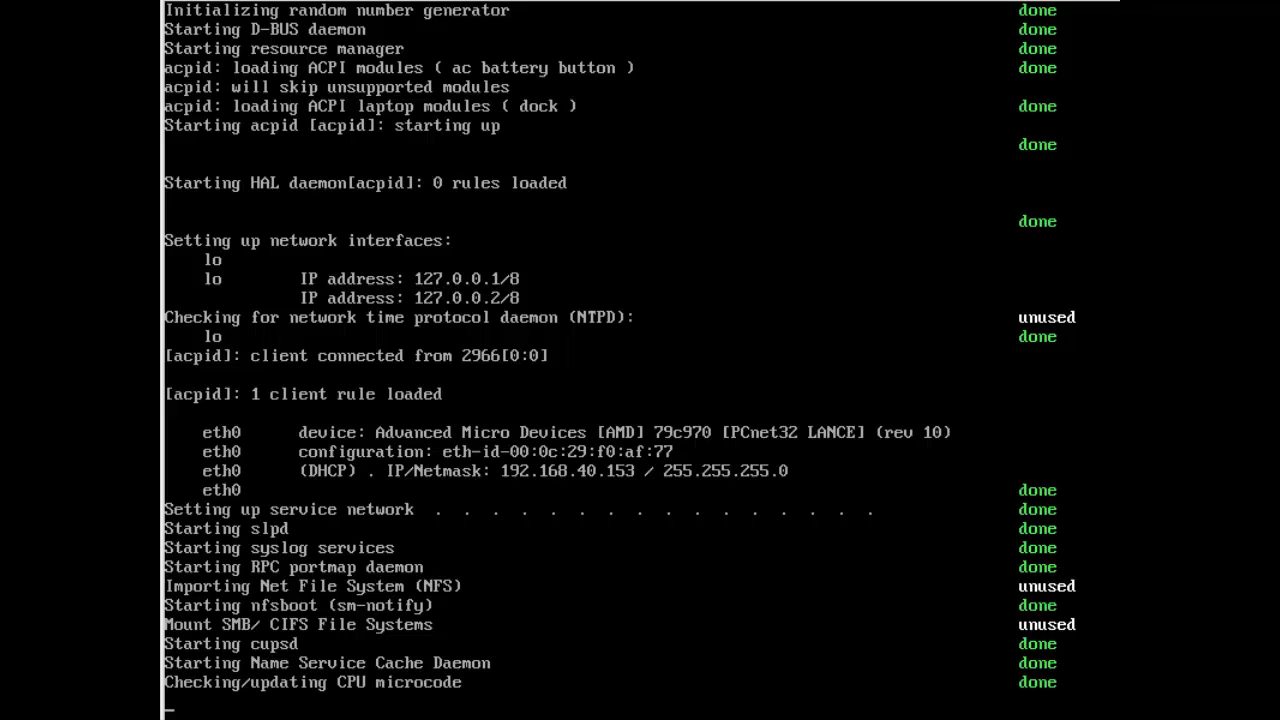 Initializing random number generator done
Starting D-BUS daemon done
Starting resource manager done
acpid: loading ACPI modules ( ac battery button ) done
acpid: will skip unsupported modules
acpid: loading ACPI laptop modules ( dock ) done
Starting acpid [acpid]: starting up
done
Starting HAL daemon[acpid]: 0 rules loaded
done
Setting up network interfaces:
lo
lo IP address: 127.0.0.1/8
IP address: 127.0.0.2/8
Checking for network time protocol daemon (NTPD): unused
lo done
[acpid]: client connected from 2966[0:0]
[acpid]: 1 client rule loaded
eth0 device: Advanced Micro Devices [AMD] 79c970 [PCnet32 LANCE] (rev 10)
eth0 configuration: eth-id-00:0c:29:f0:af:77
eth0 (DHCP) . IP/Netmask: 192.168.40.153 / 255.255.255.0
eth0 done
Setting up service network . . . . . . . . . . . . . . . . done
Starting slpd done
Starting syslog services done
Starting RPC portmap daemon done
Importing Net File System (NFS) unused
Starting nfsboot (sm-notify) done
Mount SMB/ CIFS File Systems unused
Starting cupsd done
Starting Name Service Cache Daemon done
Checking/updating CPU microcode done
_